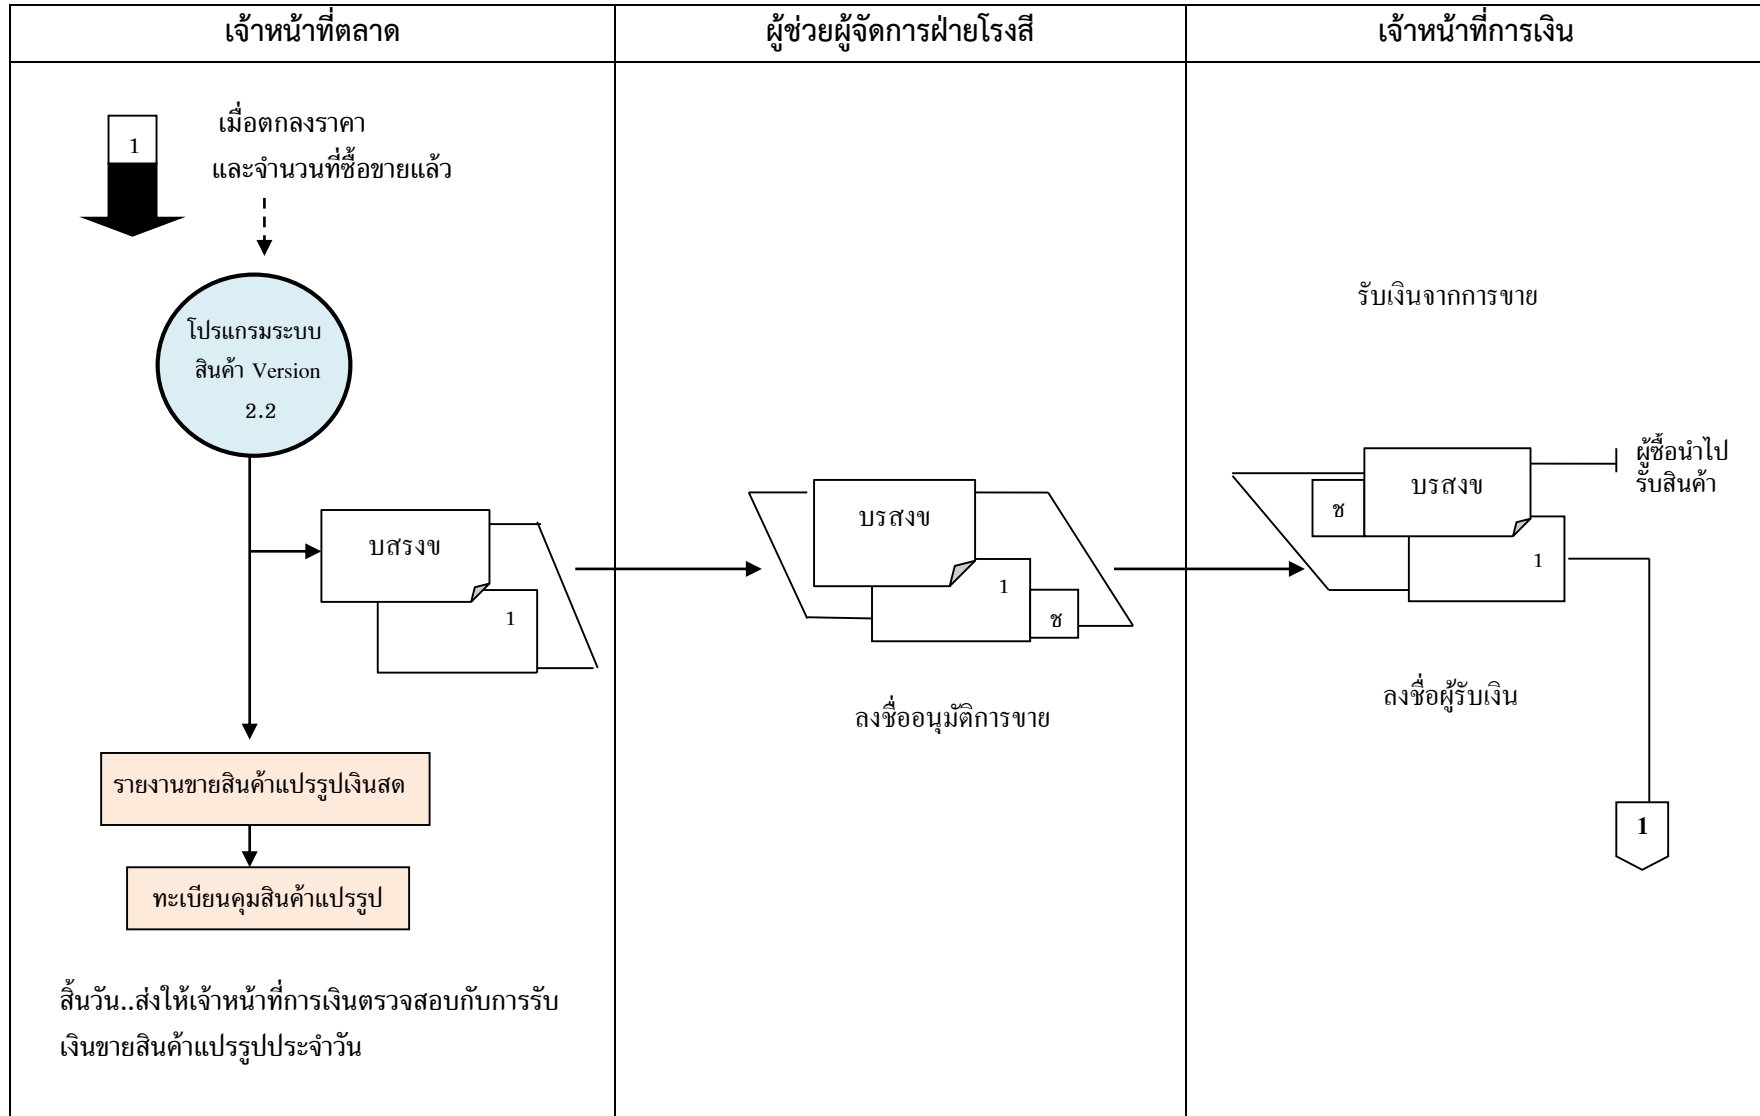 เจ้าหน้าที่ตลาด
ผู้ช่วยผู้จัดการฝ่ายโรงสี
เจ้าหน้าที่การเงิน
1
เมื่อตกลงราคา
และจำนวนที่ซื้อขายแล้ว
โปรแกรมระบบ
สินค้า Version
2.2
บสรงข
1
รายงานขายสินค้าแปรรูปเงินสด
ทะเบียนคุมสินค้าแปรรูป
สิ้นวัน..ส่งให้เจ้าหน้าที่การเงินตรวจสอบกับการรับ
เงินขายสินค้าแปรรูปประจำวัน
บรสงข
1
ช
ลงชื่ออนุมัติการขาย
รับเงินจากการขาย
บรสงข
ช
1
ผู้ซื้อนำไป
รับสินค้า
ลงชื่อผู้รับเงิน
1